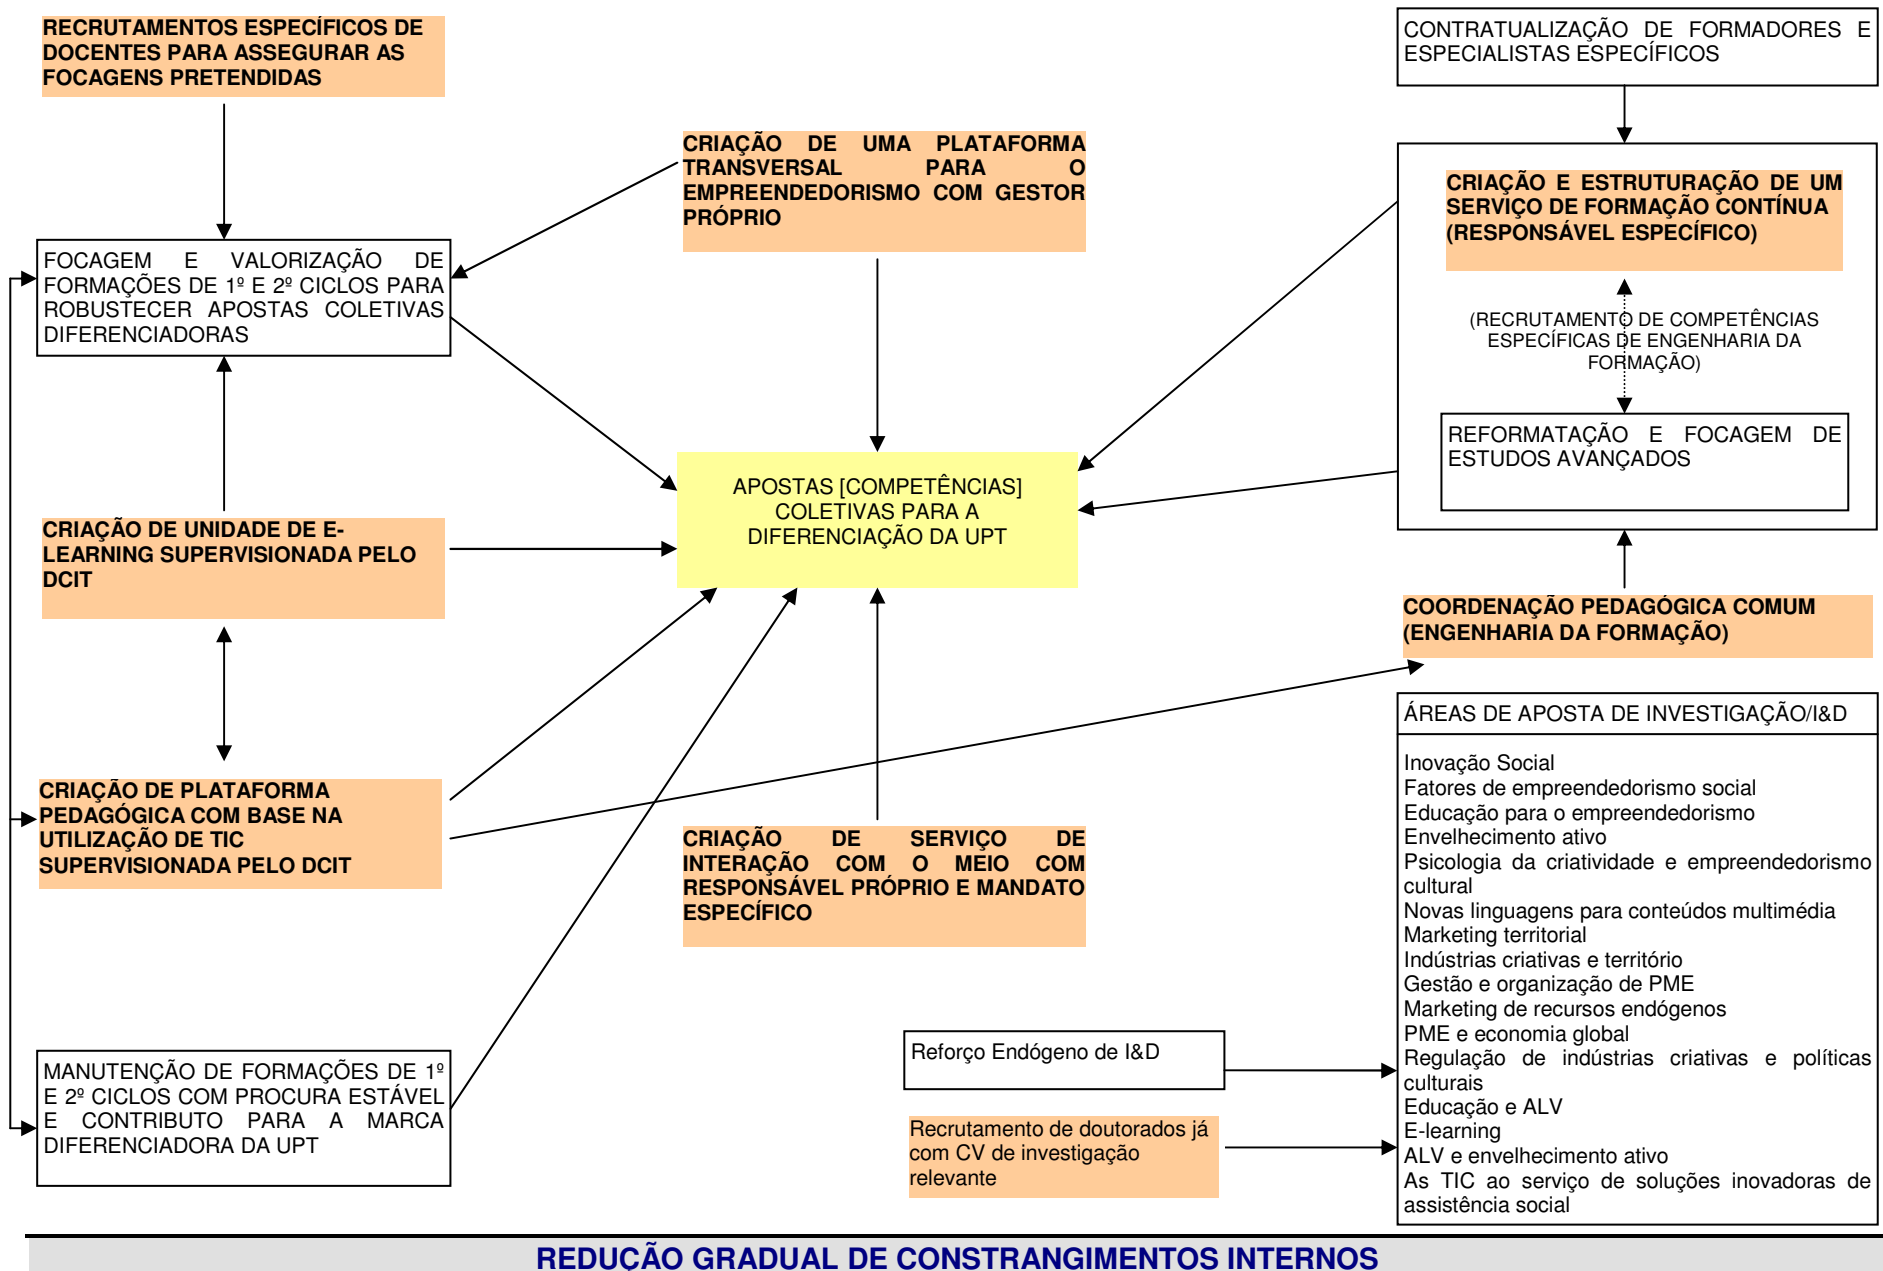 RECRUTAMENTOS ESPECÍFICOS DE
DOCENTES PARA ASSEGURAR AS
FOCAGENS PRETENDIDAS
CONTRATUALIZAÇÃO DE FORMADORES E
ESPECIALISTAS ESPECÍFICOS
CRIAÇÃO DE UMA PLATAFORMA
TRANSVERSAL PARA O
EMPREENDEDORISMO COM GESTOR
PRÓPRIO
CRIAÇÃO E ESTRUTURAÇÃO DE UM
SERVIÇO DE FORMAÇÃO CONTÍNUA
(RESPONSÁVEL ESPECÍFICO)
FOCAGEM E VALORIZAÇÃO DE
FORMAÇÕES DE 1º E 2º CICLOS PARA
ROBUSTECER APOSTAS COLETIVAS
DIFERENCIADORAS
(RECRUTAMENTO DE COMPETÊNCIAS
ESPECÍFICAS DE ENGENHARIA DA
FORMAÇÃO)
REFORMATAÇÃO E FOCAGEM DE
ESTUDOS AVANÇADOS
APOSTAS [COMPETÊNCIAS]
COLETIVAS PARA A
DIFERENCIAÇÃO DA UPT
CRIAÇÃO DE UNIDADE DE E-
LEARNING SUPERVISIONADA PELO
DCIT
COORDENAÇÃO PEDAGÓGICA COMUM
(ENGENHARIA DA FORMAÇÃO)
CRIAÇÃO DE PLATAFORMA
PEDAGÓGICA COM BASE NA
UTILIZAÇÃO DE TIC
SUPERVISIONADA PELO DCIT
CRIAÇÃO DE SERVIÇO DE
INTERAÇÃO COM O MEIO COM
RESPONSÁVEL PRÓPRIO E MANDATO
ESPECÍFICO
ÁREAS DE APOSTA DE INVESTIGAÇÃO/I&D
Inovação Social
Fatores de empreendedorismo social
Educação para o empreendedorismo
Envelhecimento ativo
Psicologia da criatividade e empreendedorismo
cultural
Novas linguagens para conteúdos multimédia
Marketing territorial
Indústrias criativas e território
Gestão e organização de PME
Marketing de recursos endógenos
PME e economia global
Regulação de indústrias criativas e políticas
culturais
Educação e ALV
E-learning
ALV e envelhecimento ativo
As TIC ao serviço de soluções inovadoras de
assistência social
MANUTENÇÃO DE FORMAÇÕES DE 1º
E 2º CICLOS COM PROCURA ESTÁVEL
E CONTRIBUTO PARA A MARCA
DIFERENCIADORA DA UPT
Reforço Endógeno de I&D
Recrutamento de doutorados já
com CV de investigação
relevante
REDUÇÃO GRADUAL DE CONSTRANGIMENTOS INTERNOS